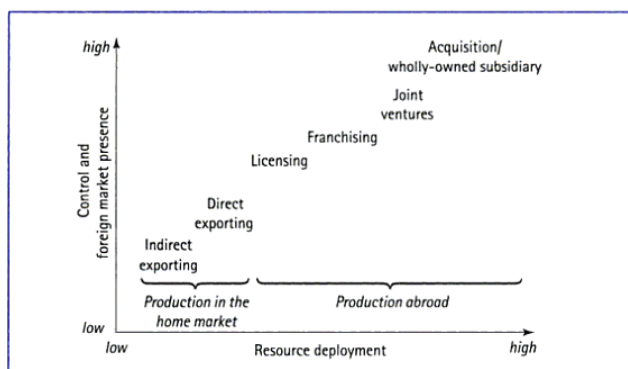 high
Acquisition/
wholly-owned subsidiary
Joint
ventures
Franchising
Licensing
Control and
foreign market presence
Direct
exporting
Indirect
exporting
Production in the
home market
Production abroad
low
low
Resource deployment
high